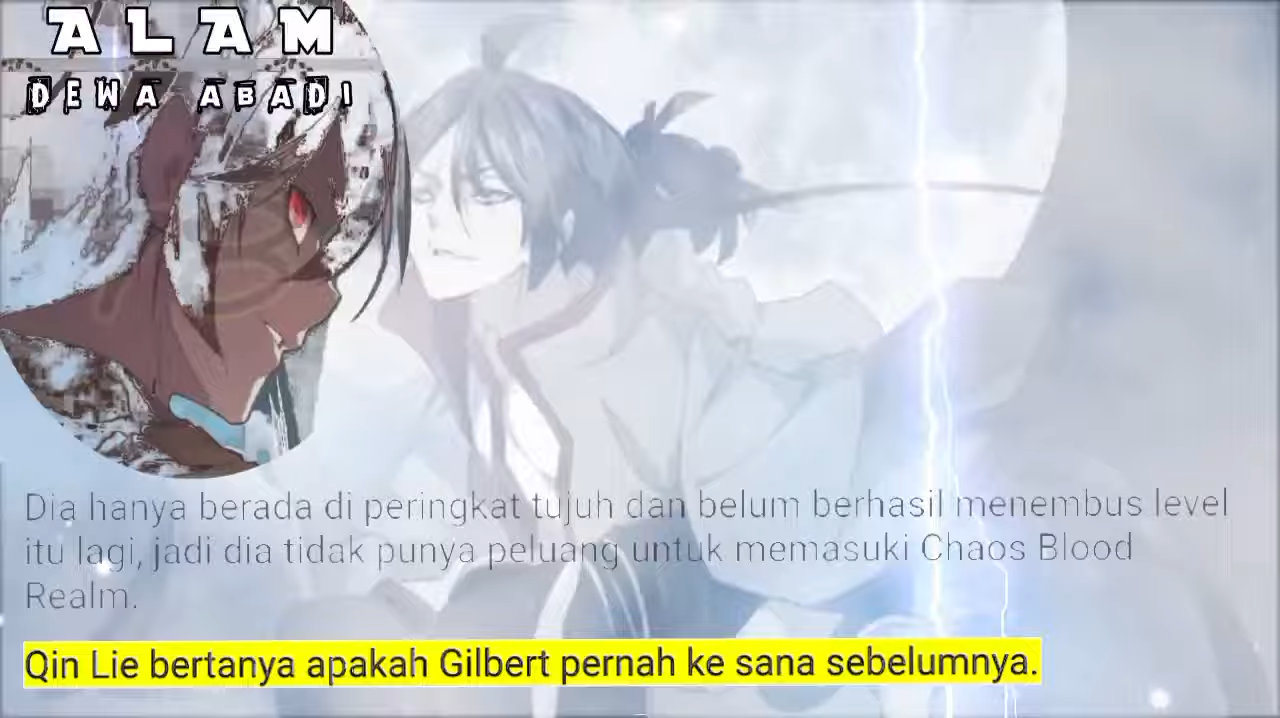 ALAM
DEWA ABADI
Dia hanya berada di peringkat tujuh dan belum berhasil menembus level
itu lagi, jadi dia tidak punya peluang untuk memasuki Chaos Blood
Realm.
Qin Lie bertanya apakah Gilbert pernah ke sana sebelumnya.